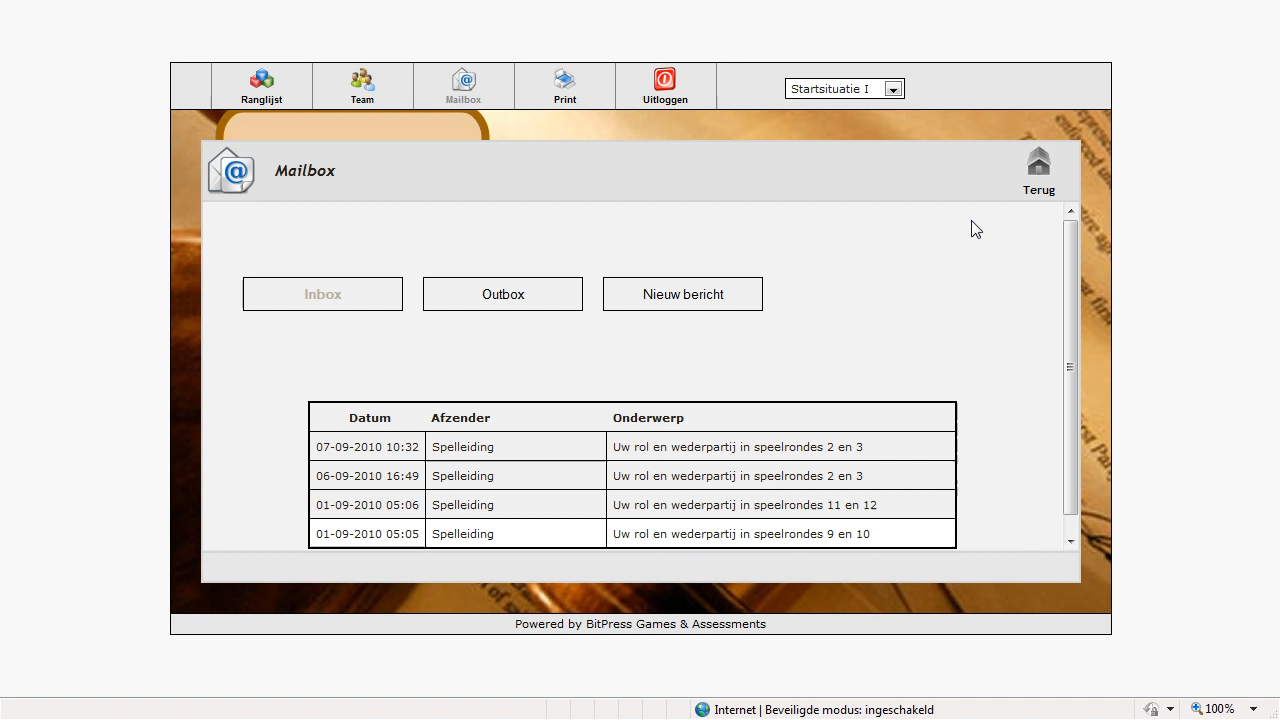 Ranglijst Team Mailbox Print Uitloggen Startsituatie I
Mailbox
Terug
Inbox Outbox Nieuw bericht
Datum Afzender Onderwerp
07-09-2010 10:32 Spelleiding Uw rol en wederpartij in speelrondes 2 en 3
06-09-2010 16:49 Spelleiding Uw rol en wederpartij in speelrondes 2 en 3
01-09-2010 05:06 Spelleiding Uw rol en wederpartij in speelrondes 11 en 12
01-09-2010 05:05 Spelleiding Uw rol en wederpartij in speelrondes 9 en 10
Powered by BitPress Games & Assessments
Internet | Beveiligde modus: ingeschakeld 100%